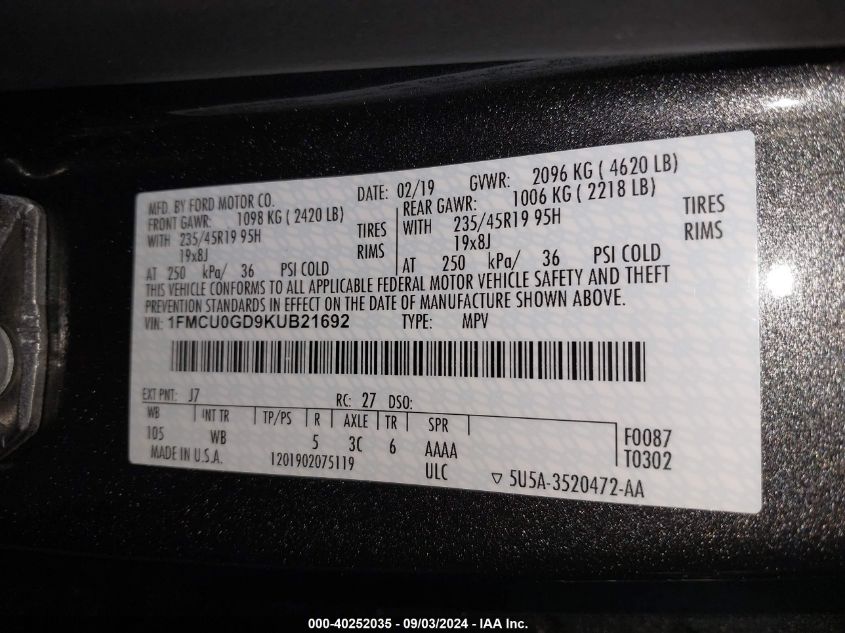 MFD. BY FORD MOTOR CO.
DATE: 02/19
GVWR: 2096 KG ( 4620 LB)
FRONT GAWR: 1098 KG ( 2420 LB)
WITH 235/45R19 95H TIRES
19x8J RIMS
AT 250 kPa/ 36 PSI COLD
REAR GAWR: 1006 KG ( 2218 LB)
WITH 235/45R19 95H TIRES
19x8J RIMS
AT 250 kPa/ 36 PSI COLD
THIS VEHICLE CONFORMS TO ALL APPLICABLE FEDERAL MOTOR VEHICLE SAFETY AND THEFT
PREVENTION STANDARDS IN EFFECT ON THE DATE OF MANUFACTURE SHOWN ABOVE.
VIN: 1FMCU0GD9KUB21692 TYPE: MPV
EXT PNT: J7 RC: 27 DSO:
WB INT TR TP/PS R AXLE TR SPR
105 WB 5 3C 6 AAAA F0087
MADE IN U.S.A. 1201902075119 ULC T0302
▽ 5U5A-3520472-AA
000-40252035 - 09/03/2024 - IAA Inc.